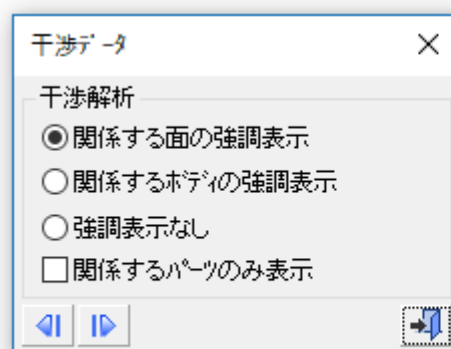 干渉ﾃﾞｰﾀ
干渉解析
関係する面の強調表示
関係するﾎﾞﾃﾞｨの強調表示
強調表示なし
関係するﾊﾟｰﾂのみ表示